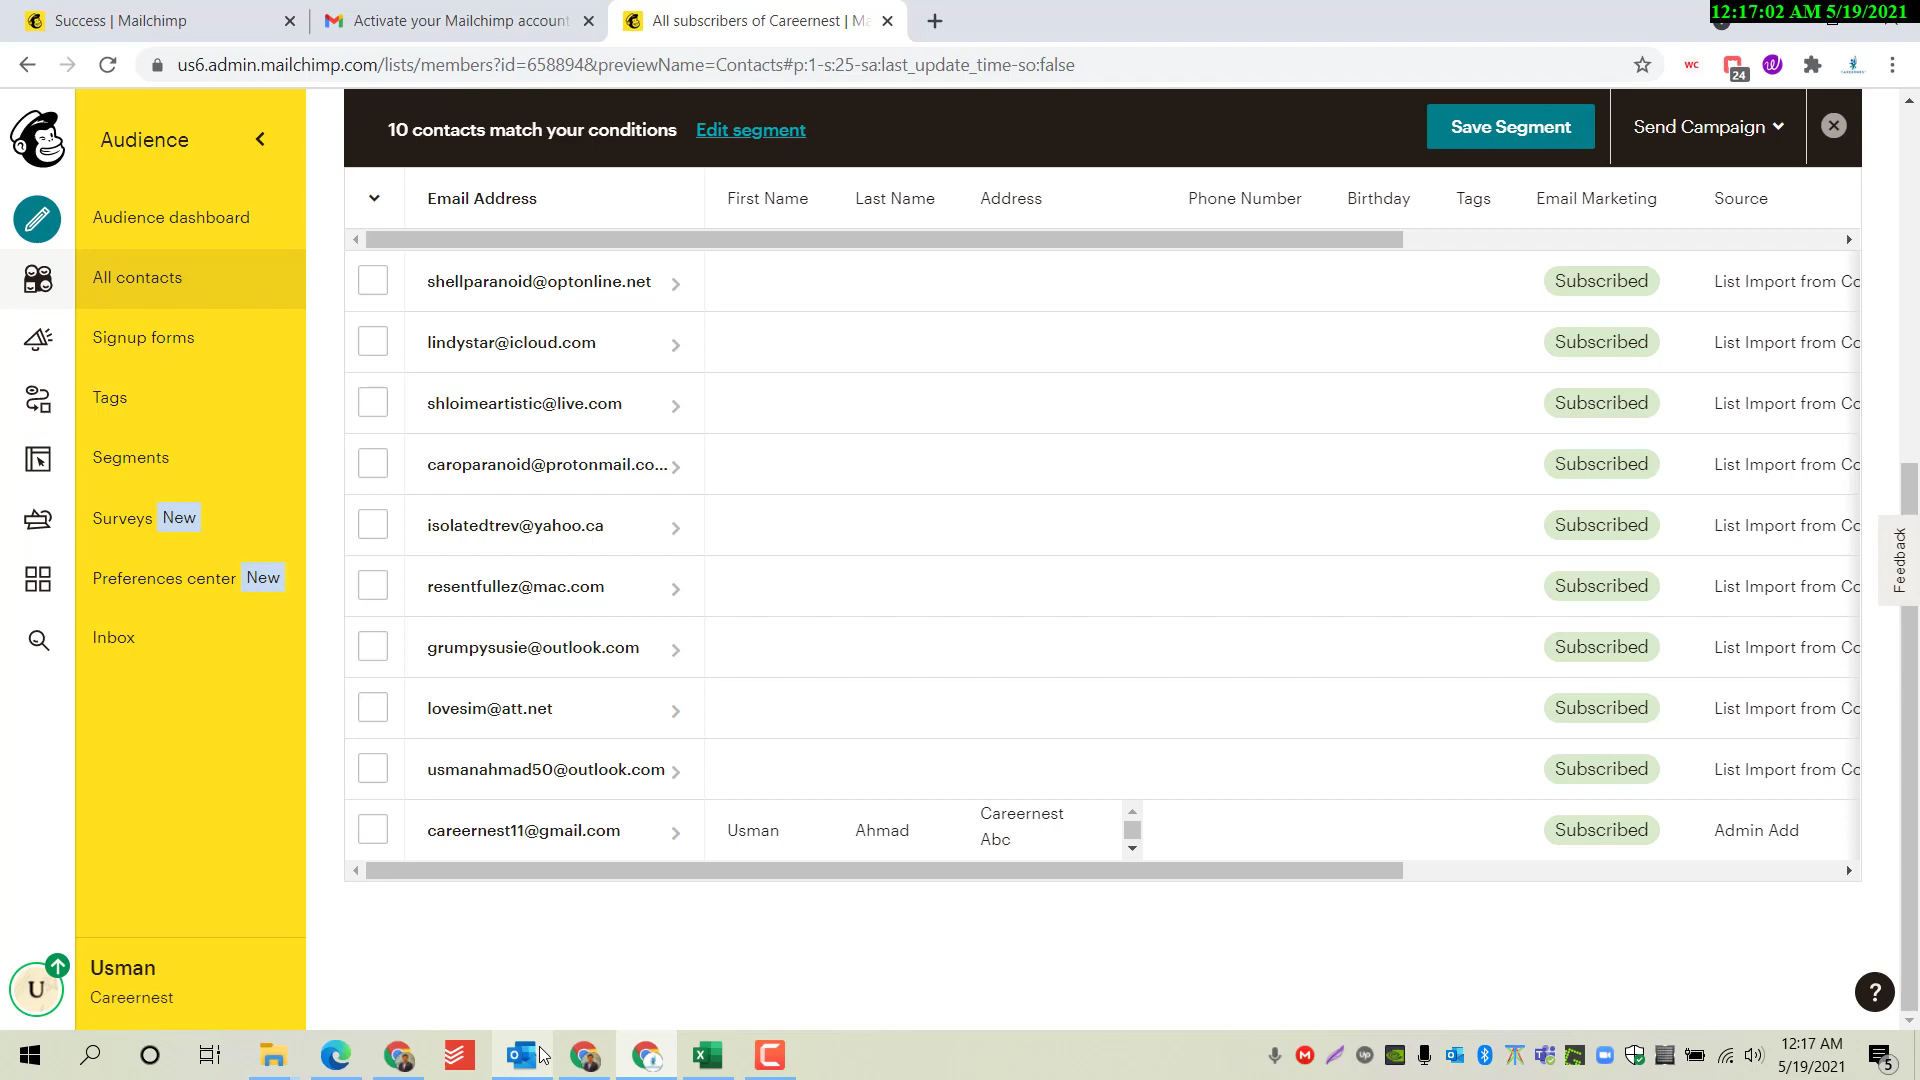 12:17:02 AM 5/19/2021
Success | Mailchimp
Activate your Mailchimp account
All subscribers of Careernest | Ma
us6.admin.mailchimp.com/lists/members?id=658894&previewName=Contacts#p:1-s:25-sa:last_update_time-so:false
WC
24
Audience
Audience dashboard
All contacts
Signup forms
Tags
Segments
Surveys New
Preferences center New
Inbox
Usman
Careernest
U
10 contacts match your conditions Edit segment
Save Segment
Send Campaign
Email Address First Name Last Name Address Phone Number Birthday Tags Email Marketing Source
shellparanoid@optonline.net Subscribed List Import from Co
lindystar@icloud.com Subscribed List Import from Co
shloimeartistic@live.com Subscribed List Import from Co
caroparanoid@protonmail.co... Subscribed List Import from Co
isolatedtrev@yahoo.ca Subscribed List Import from Co
resentfullez@mac.com Subscribed List Import from Co
grumpysusie@outlook.com Subscribed List Import from Co
lovesim@att.net Subscribed List Import from Co
usmanahmad50@outlook.com Subscribed List Import from Co
careernest11@gmail.com Usman Ahmad Careernest Subscribed Admin Add
Abc
Feedback
?
12:17 AM
5/19/2021
5